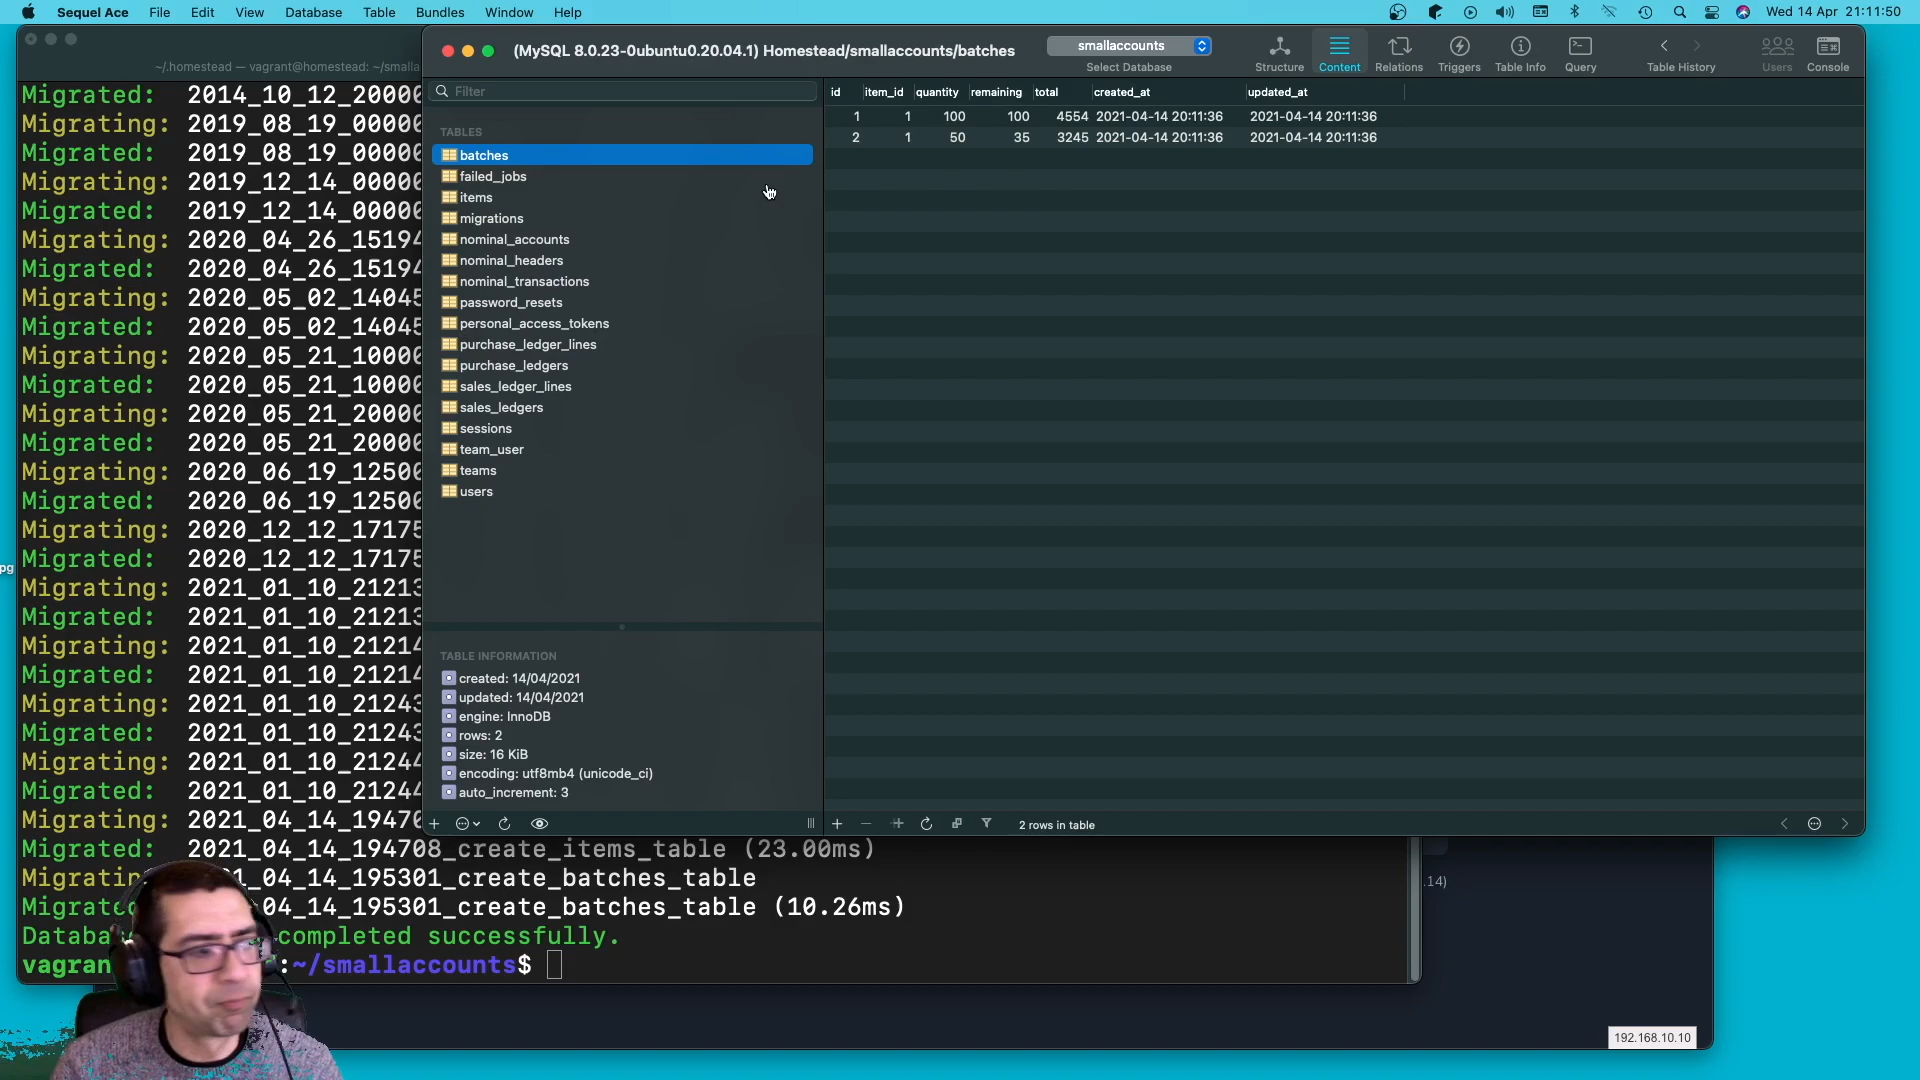 Sequel Ace File Edit View Database Table Bundles Window Help Wed 14 Apr 21:11:50
~/.homestead — vagrant@homestead: ~/smalla
(MySQL 8.0.23-0ubuntu0.20.04.1) Homestead/smallaccounts/batches
smallaccounts
Select Database
Structure Content Relations Triggers Table Info Query Table History Users Console
Filter
TABLES
batches
failed_jobs
items
migrations
nominal_accounts
nominal_headers
nominal_transactions
password_resets
personal_access_tokens
purchase_ledger_lines
purchase_ledgers
sales_ledger_lines
sales_ledgers
sessions
team_user
teams
users
TABLE INFORMATION
created: 14/04/2021
updated: 14/04/2021
engine: InnoDB
rows: 2
size: 16 KiB
encoding: utf8mb4 (unicode_ci)
auto_increment: 3
id item_id quantity remaining total created_at updated_at
1 1 100 100 4554 2021-04-14 20:11:36 2021-04-14 20:11:36
2 1 50 35 3245 2021-04-14 20:11:36 2021-04-14 20:11:36
2 rows in table
Migrated: 2014_10_12_20000
Migrating: 2019_08_19_00000
Migrated: 2019_08_19_00000
Migrating: 2019_12_14_00000
Migrated: 2019_12_14_00000
Migrating: 2020_04_26_15194
Migrated: 2020_04_26_15194
Migrating: 2020_05_02_14045
Migrated: 2020_05_02_14045
Migrating: 2020_05_21_10000
Migrated: 2020_05_21_10000
Migrating: 2020_05_21_20000
Migrated: 2020_05_21_20000
Migrating: 2020_06_19_12500
Migrated: 2020_06_19_12500
Migrating: 2020_12_12_17175
Migrated: 2020_12_12_17175
Migrating: 2021_01_10_21213
Migrated: 2021_01_10_21213
Migrating: 2021_01_10_21214
Migrated: 2021_01_10_21214
Migrating: 2021_01_10_21243
Migrated: 2021_01_10_21243
Migrating: 2021_01_10_21244
Migrated: 2021_01_10_21244
Migrating: 2021_04_14_19470
Migrated: 2021_04_14_194708_create_items_table (23.00ms)
Migratin 1_04_14_195301_create_batches_table
Migrate 04_14_195301_create_batches_table (10.26ms)
Databa completed successfully.
vagran :~/smallaccounts$
pg
.14)
192.168.10.10